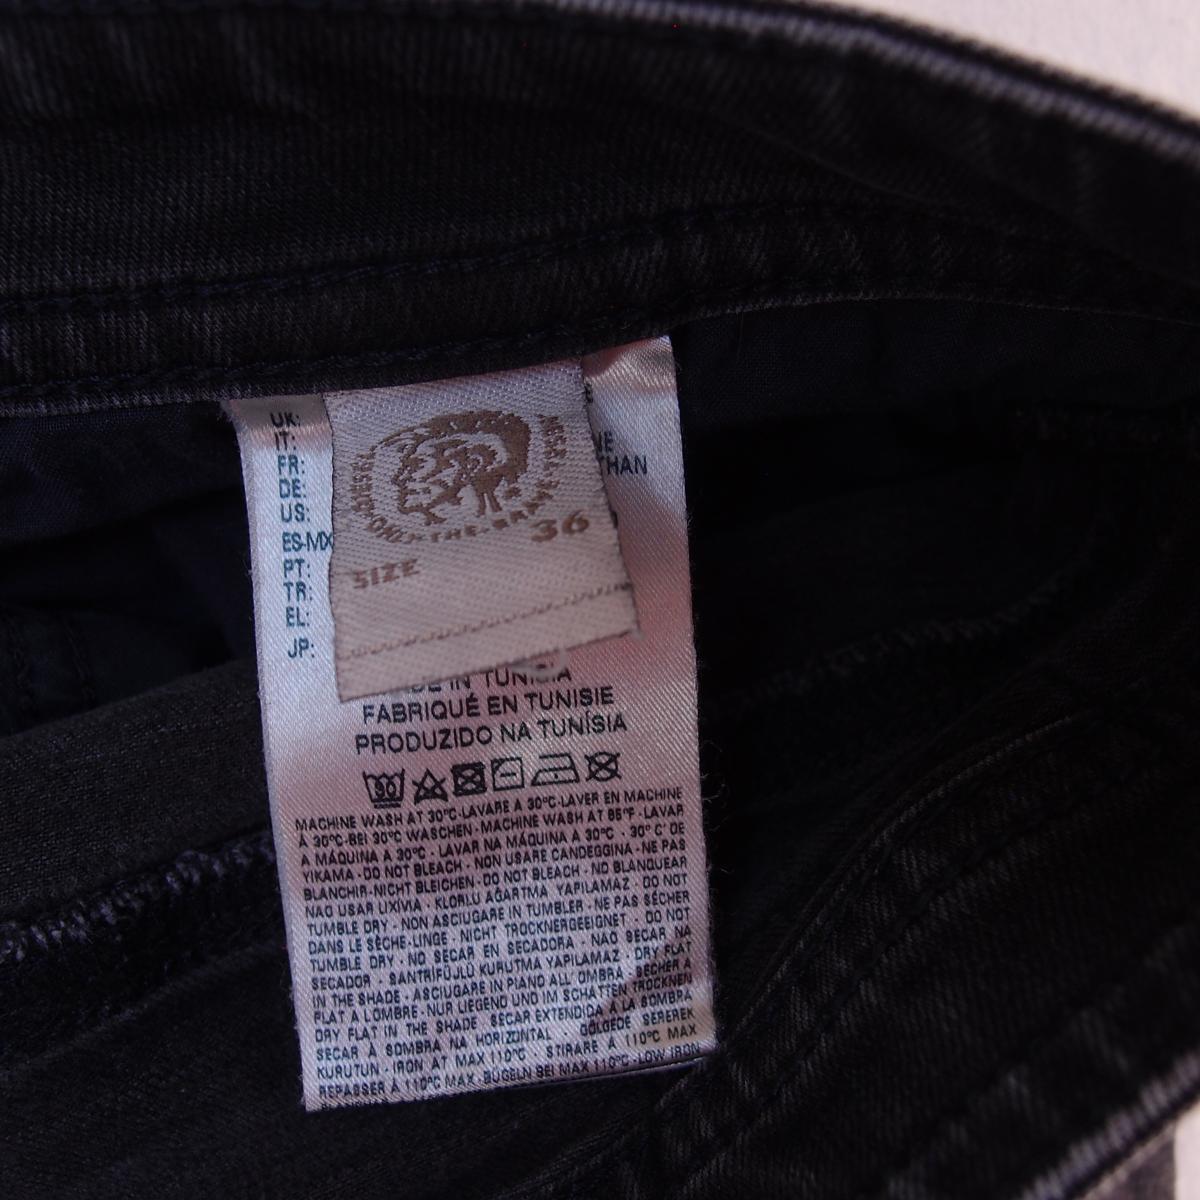 UK:
IT:
FR:
DE:
US:
ES-MX
PT:
TR:
EL:
JP:
THAN
36
SIZE
IN TUNISIA
FABRIQUÉ EN TUNISIE
PRODUZIDO NA TUNÍSIA
30
MACHINE WASH AT 30°C-LAVARE A 30°C-LAVER EN MACHINE
À 30°C-BEI 30°C WASCHEN-MACHINE WASH AT 86°F-LAVAR
A MÁQUINA A 30°C - LAVAR NA MÁQUINA A 30°C - 30° C' DE
YIKAMA-DO NOT BLEACH - NON USARE CANDEGGINA-NE PAS
BLANCHIR-NICHT BLEICHEN-DO NOT BLEACH - NO BLANQUEAR
NAO USAR LIXÍVIA - KLORLU AĞARTMA YAPILAMAZ - DO NOT
TUMBLE DRY - NON ASCIUGARE IN TUMBLER - NE PAS SÉCHER
DANS LE SÈCHE-LINGE - NICHT TROCKNERGEEIGNET - DO NOT
TUMBLE DRY - NO SECAR EN SECADORA - NAO SECAR NA
SECADOR - SANTRİFÜJLÜ KURUTMA YAPILAMAZ - DRY FLAT
IN THE SHADE - ASCIUGARE IN PIANO ALL' OMBRA - SÉCHER A
PLAT A L'OMBRE - NUR LIEGEND UND IM SCHATTEN TROCKNEN
DRY FLAT IN THE SHADE SECAR EXTENDIDA À LA SOMBRA
SECAR À SOMBRA NA HORIZONTAL GÖLGEDE SEREREK
KURUTUN - IRON AT MAX 110°C - STIRARE À 110°C MAX
REPASSER À 110°C MAX-BÜGELN BEI MAX 110°C-LOW IRON